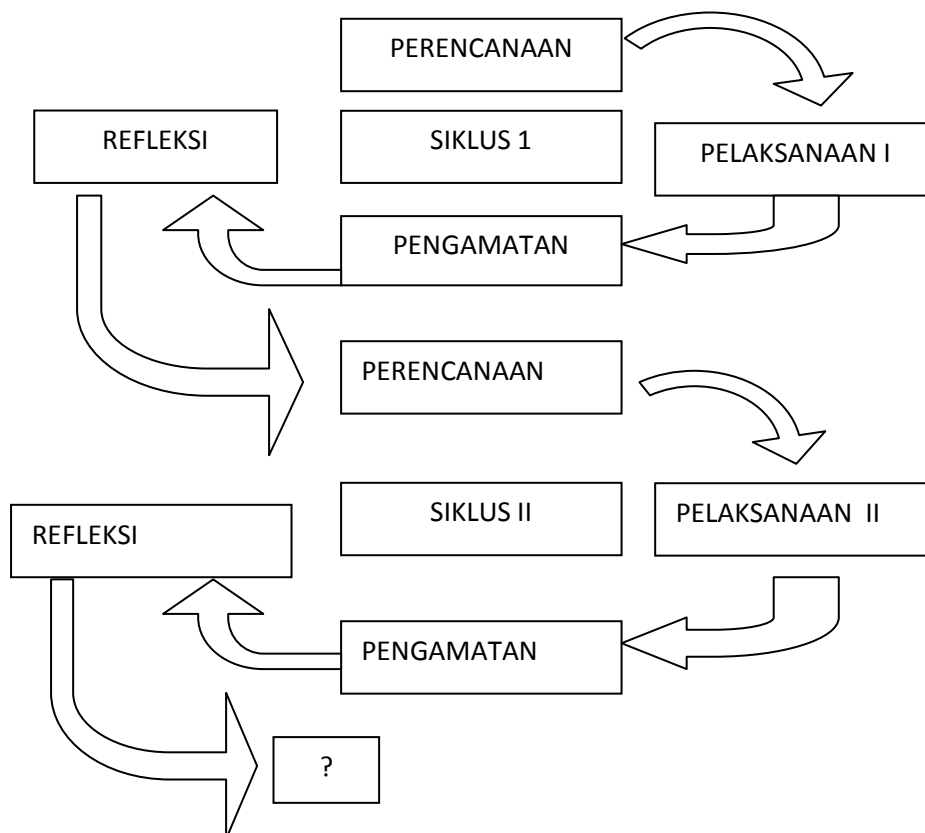 PERENCANAAN
REFLEKSI
SIKLUS 1
PELAKSANAAN I
PENGAMATAN
PERENCANAAN
REFLEKSI
SIKLUS II
PELAKSANAAN II
PENGAMATAN
?